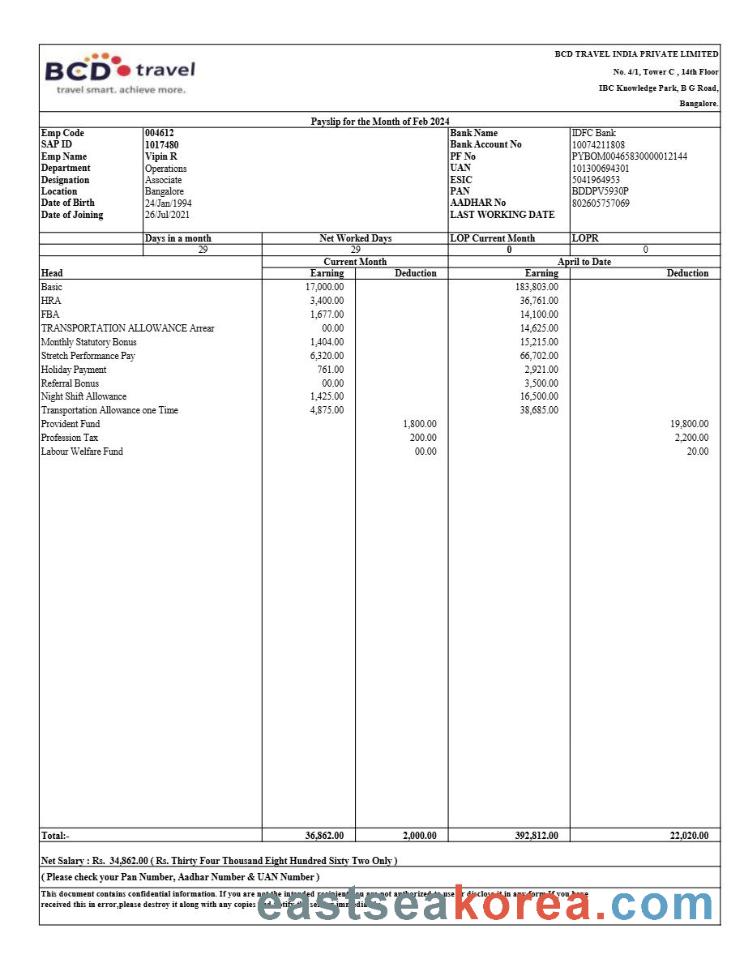 BCD travel
travel smart. achieve more.
BCD TRAVEL INDIA PRIVATE LIMITED
No. 4/1, Tower C , 14th Floor
IBC Knowledge Park, B G Road,
Bangalore.
Payslip for the Month of Feb 2024
Emp Code 004612 Bank Name IDFC Bank
SAP ID 1017480 Bank Account No 10074211808
Emp Name Vipin R PF No PYBOM00465830000012144
Department Operations UAN 101300694301
Designation Associate ESIC 5041964953
Location Bangalore PAN BDDPV5930P
Date of Birth 24/Jan/1994 AADHAR No 802605757069
Date of Joining 26/Jul/2021 LAST WORKING DATE
Days in a month Net Worked Days LOP Current Month LOPR
29 29 0 0
Current Month April to Date
Head Earning Deduction Earning Deduction
Basic 17,000.00 183,803.00
HRA 3,400.00 36,761.00
FBA 1,677.00 14,100.00
TRANSPORTATION ALLOWANCE Arrear 00.00 14,625.00
Monthly Statutory Bonus 1,404.00 15,215.00
Stretch Performance Pay 6,320.00 66,702.00
Holiday Payment 761.00 2,921.00
Referral Bonus 00.00 3,500.00
Night Shift Allowance 1,425.00 16,500.00
Transportation Allowance one Time 4,875.00 38,685.00
Provident Fund 1,800.00 19,800.00
Profession Tax 200.00 2,200.00
Labour Welfare Fund 00.00 20.00
Total:- 36,862.00 2,000.00 392,812.00 22,020.00
Net Salary : Rs. 34,862.00 ( Rs. Thirty Four Thousand Eight Hundred Sixty Two Only )
( Please check your Pan Number, Aadhar Number & UAN Number )
This document contains confidential information. If you are not the intended recipient you are not authorized to use or disclose it in any form. If you have
received this in error,please destroy it along with any copies and notify the sender immediately.
eastseakorea.com